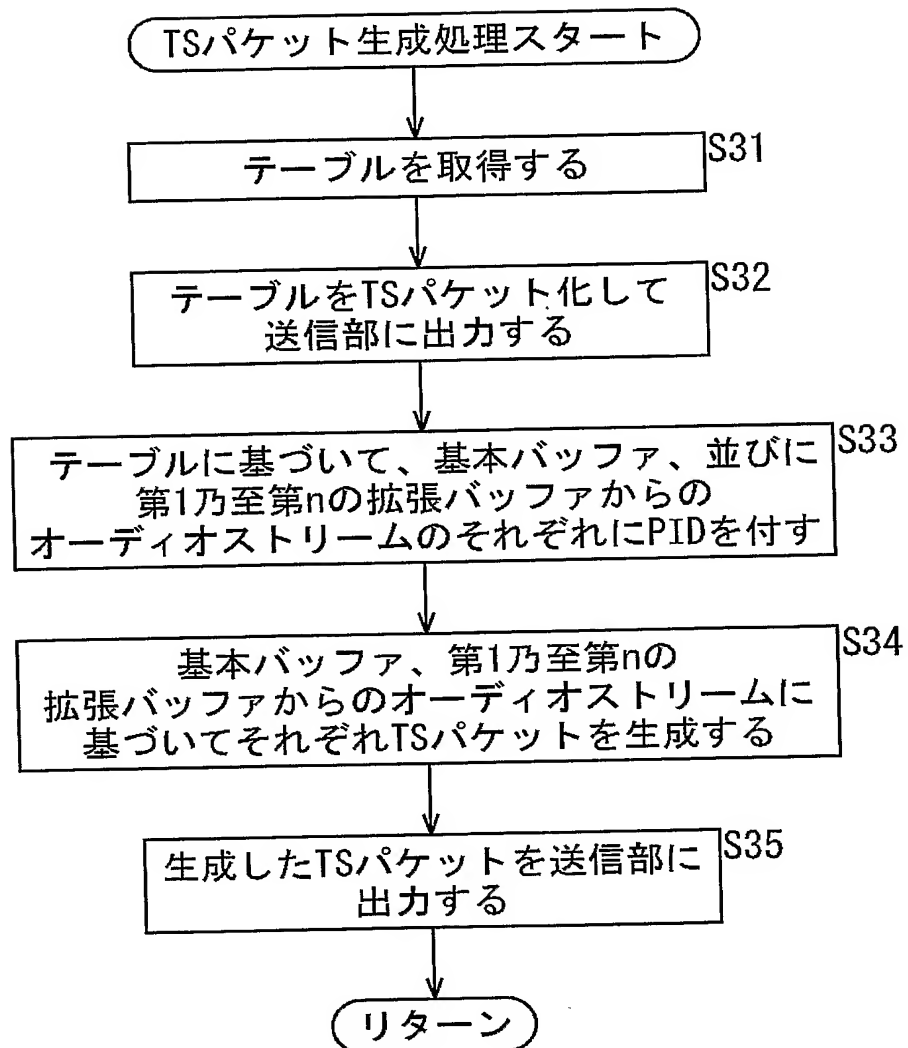 TSパケット生成処理スタート
テーブルを取得する
S31
テーブルをTSパケット化して
送信部に出力する
S32
テーブルに基づいて、基本バッファ、並びに
第1乃至第nの拡張バッファからの
オーディオストリームのそれぞれにPIDを付す
S33
基本バッファ、第1乃至第nの
拡張バッファからのオーディオストリームに
基づいてそれぞれTSパケットを生成する
S34
生成したTSパケットを送信部に
出力する
S35
リターン